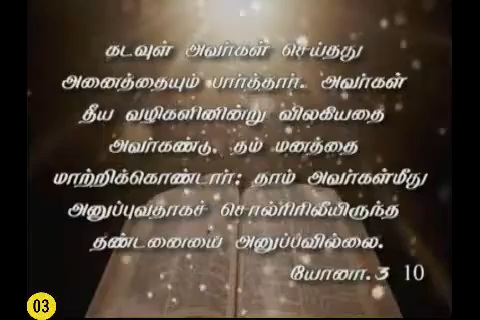 கடவுள் அவர்கள் செய்தது
அனைத்தையும் பார்த்தார். அவர்கள்
தீய வழிகளினின்று விலகியதை
அவர்கண்டு, தம் மனத்தை
மாற்றிக்கொண்டார்; தாம் அவர்கள்மீது
அனுப்புவதாகச் சொல்லியிருந்த
தண்டனையை அனுப்பவில்லை.
யோனா.3 10
03